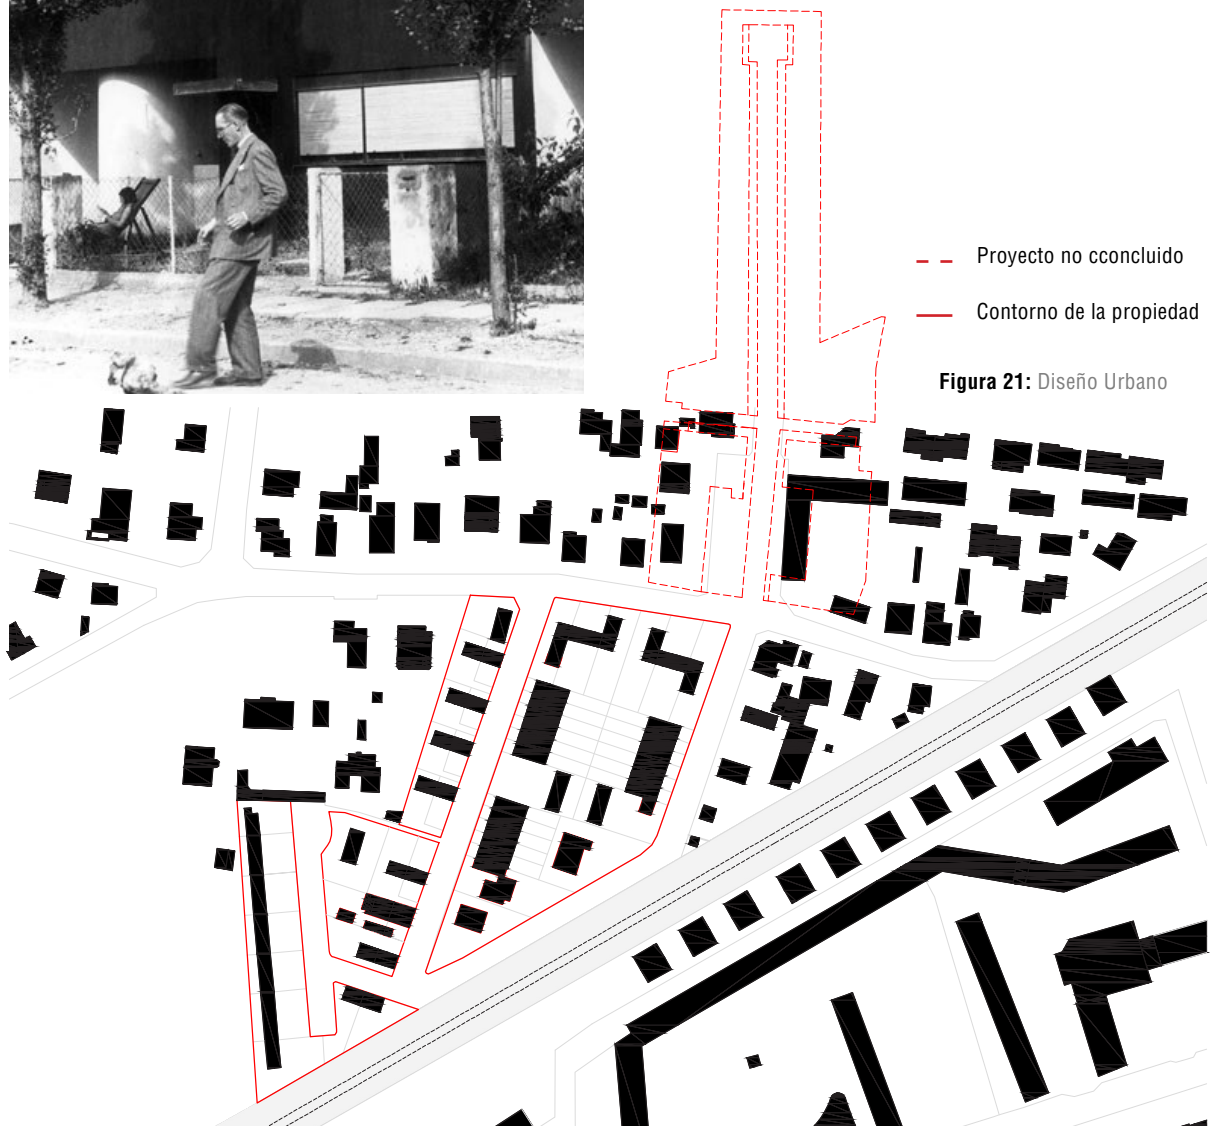 Proyecto no cconcluido
Contorno de la propiedad
Figura 21: Diseño Urbano